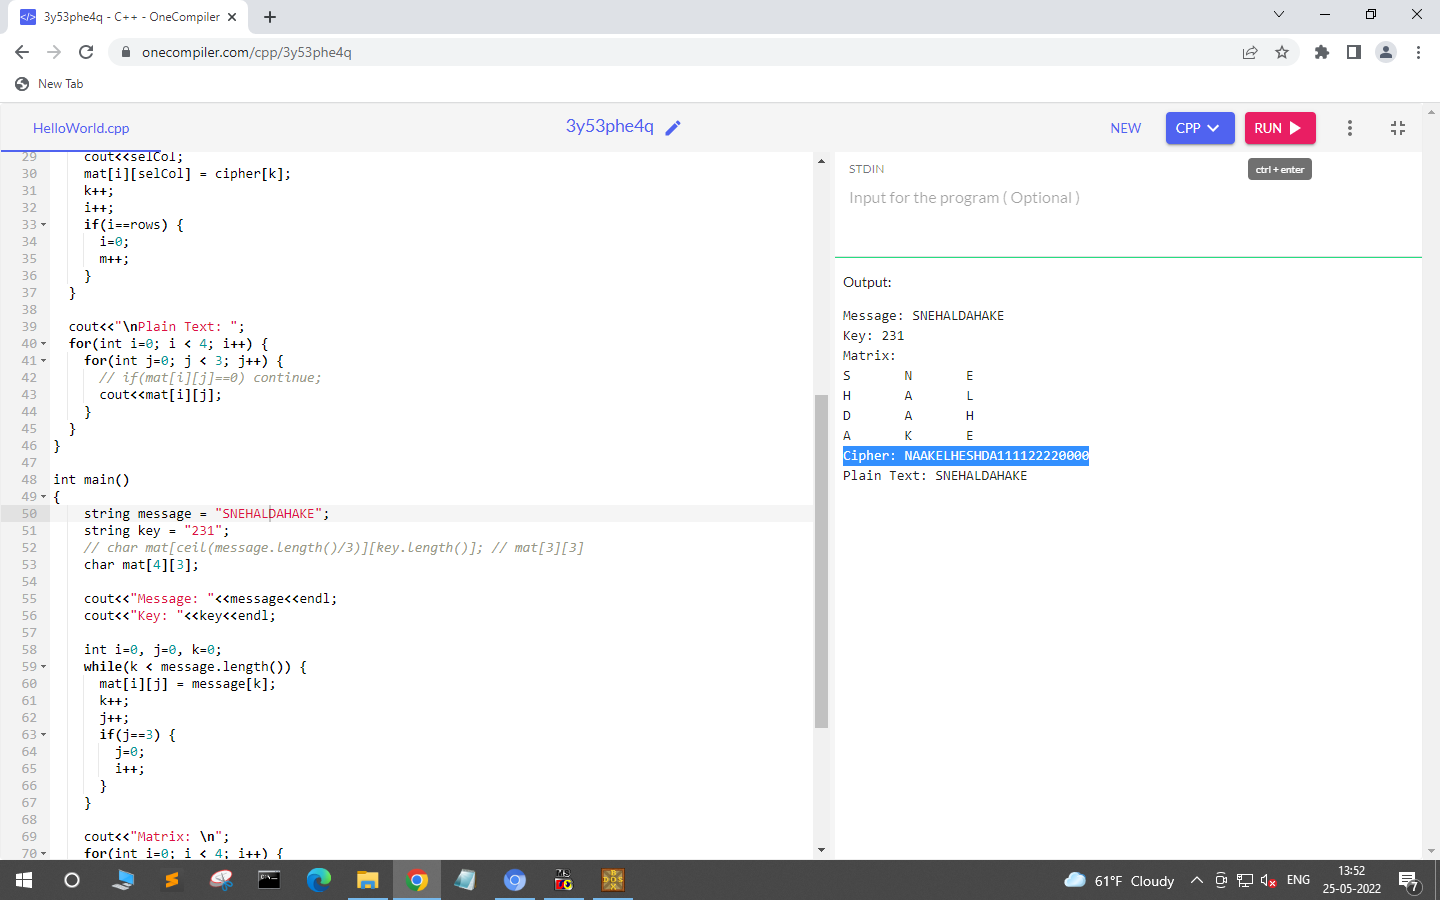 3y53phe4q - C++ - OneCompiler
onecompiler.com/cpp/3y53phe4q
New Tab
HelloWorld.cpp
3y53phe4q
NEW
CPP
RUN
ctrl + enter
29 cout<<selCol;
30 mat[i][selCol] = cipher[k];
31 k++;
32 i++;
33 if(i==rows) {
34 i=0;
35 m++;
36 }
37 }
38
39 cout<<"\nPlain Text: ";
40 for(int i=0; i < 4; i++) {
41 for(int j=0; j < 3; j++) {
42 // if(mat[i][j]==0) continue;
43 cout<<mat[i][j];
44 }
45 }
46 }
47
48 int main()
49 {
50 string message = "SNEHALDAHAKE";
51 string key = "231";
52 // char mat[ceil(message.length()/3)][key.length()]; // mat[3][3]
53 char mat[4][3];
54
55 cout<<"Message: "<<message<<endl;
56 cout<<"Key: "<<key<<endl;
57
58 int i=0, j=0, k=0;
59 while(k < message.length()) {
60 mat[i][j] = message[k];
61 k++;
62 j++;
63 if(j==3) {
64 j=0;
65 i++;
66 }
67 }
68
69 cout<<"Matrix: \n";
70 for(int i=0; i < 4; i++) {
STDIN
Input for the program ( Optional )
Output:
Message: SNEHALDAHAKE
Key: 231
Matrix:
S N E
H A L
D A H
A K E
Cipher: NAAKELHESHDA111122220000
Plain Text: SNEHALDAHAKE
61°F Cloudy
ENG
13:52
25-05-2022
7